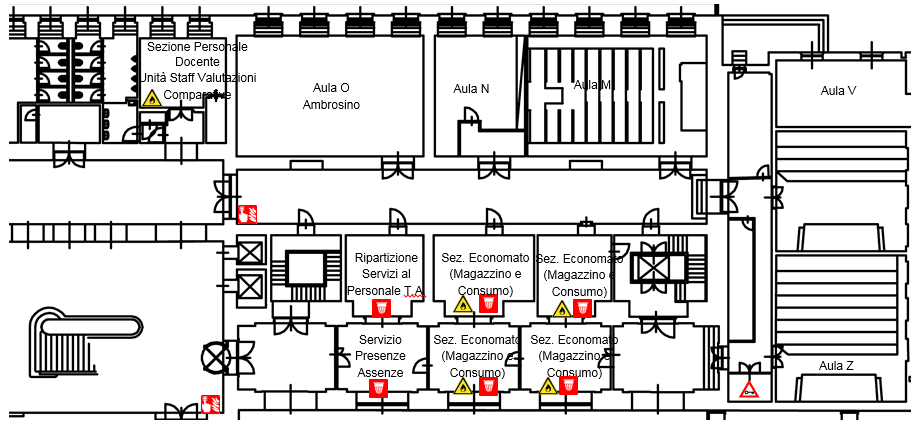 Sezione Personale
Docente
Unità Staff Valutazioni
Comparative
Aula O
Ambrosino
Aula N
Aula M
Aula V
Ripartizione
Servizi al
Personale T.A.
Sez. Economato
(Magazzino e
Consumo)
Sez. Economato
(Magazzino e
Consumo)
Servizio
Presenze
Assenze
Sez. Economato
(Magazzino e
Consumo)
Sez. Economato
(Magazzino e
Consumo)
Aula Z